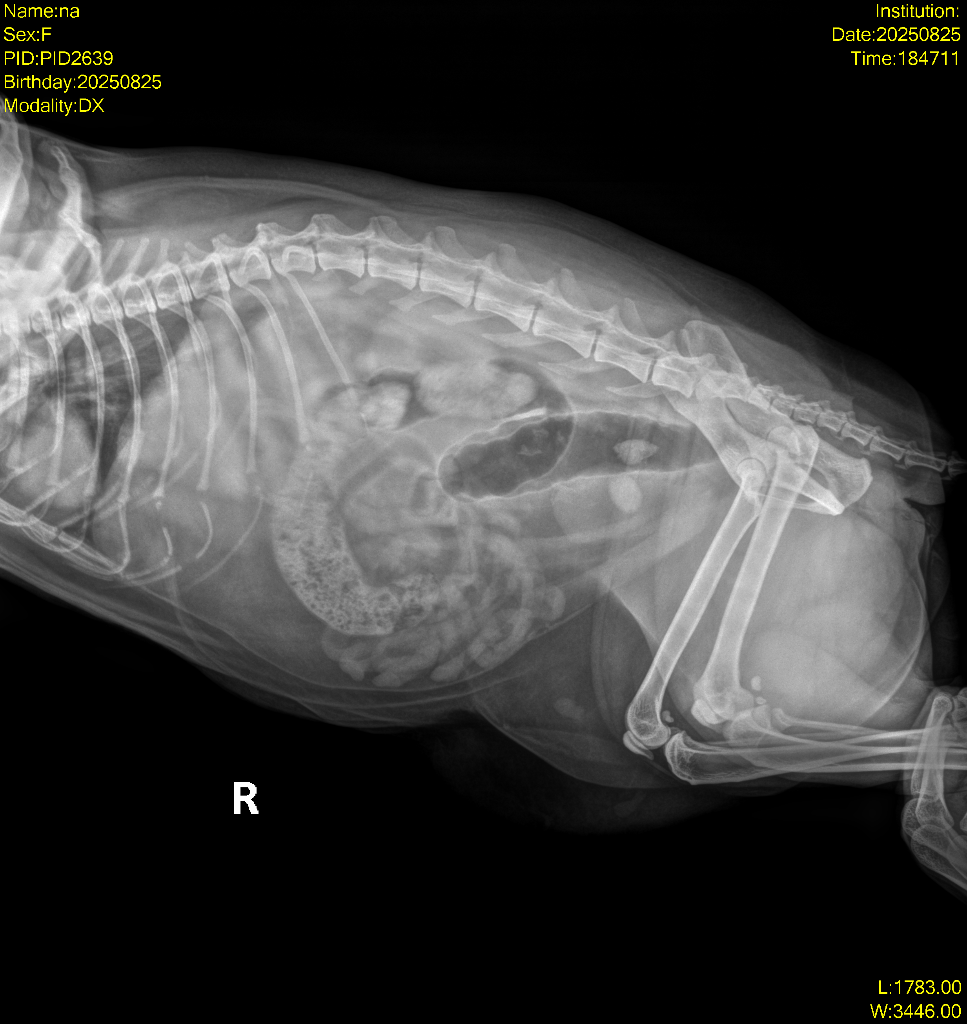 Name:na
Sex:F
PID:PID2639
Birthday:20250825
Modality:DX
Institution:
Date:20250825
Time:184711
R
L:1783.00
W:3446.00